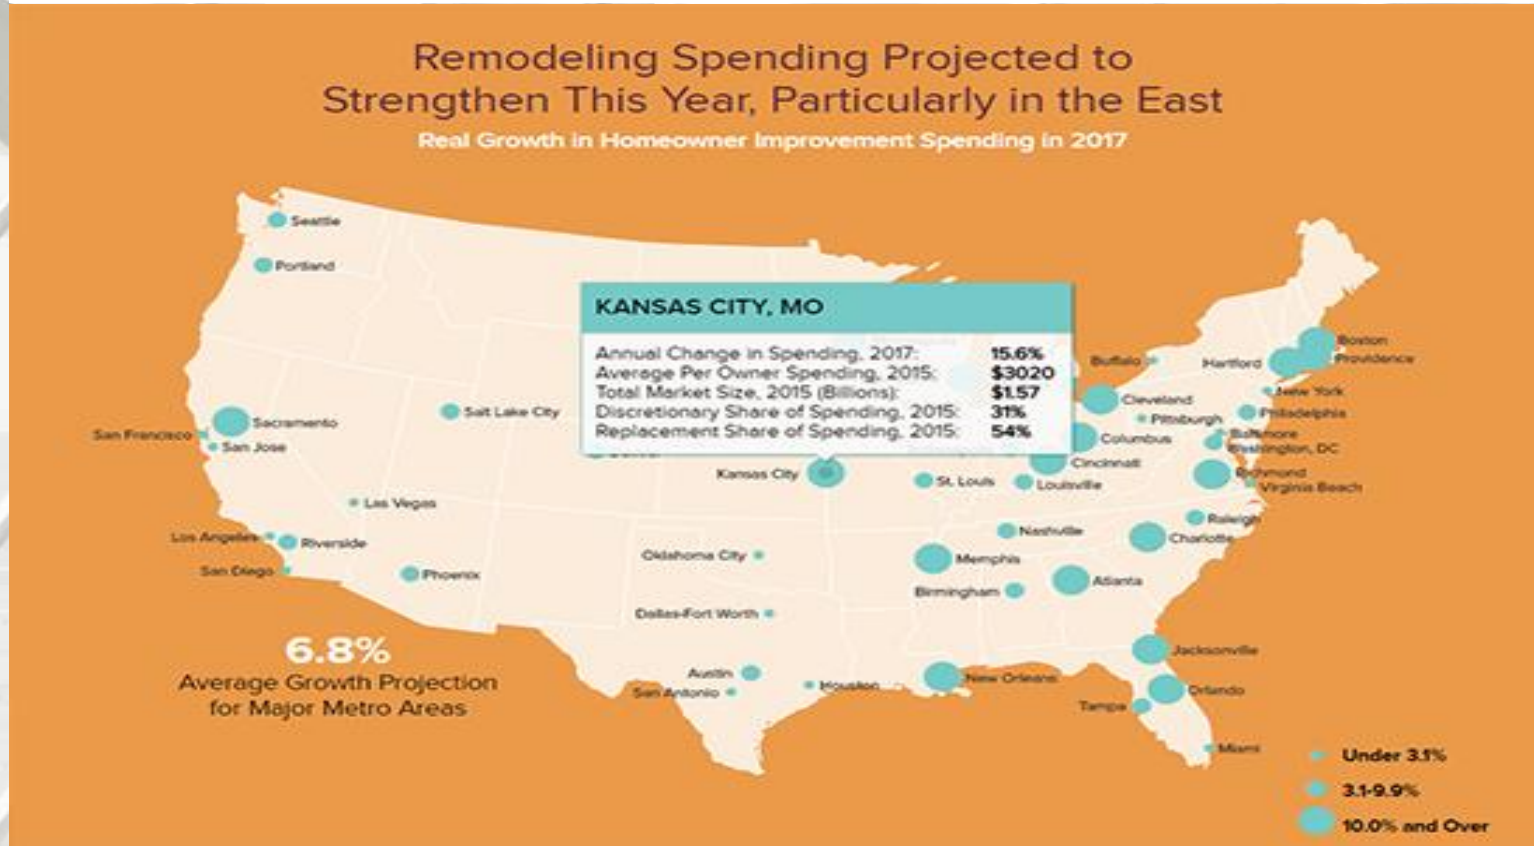 Remodeling Spending Projected to
Strengthen This Year, Particularly in the East
Real Growth in Homeowner Improvement Spending in 2017
Seattle
Portland
KANSAS CITY, MO
Annual Change in Spending, 2017: 15.6%
Average Per Owner Spending, 2015: $3020
Total Market Size, 2015 (Billions): $1.57
Discretionary Share of Spending, 2015: 31%
Replacement Share of Spending, 2015: 54%
Boston
Buffalo
Hartford
Providence
New York
Cleveland
Salt Lake City
Philadelphia
Pittsburgh
Sacramento
San Francisco
Baltimore
Columbus
San Jose
Washington, DC
Cincinnati
Kansas City
Richmond
St. Louis
Louisville
Virginia Beach
Las Vegas
Raleigh
Nashville
Los Angeles
Riverside
Charlotte
Oklahoma City
Memphis
San Diego
Phoenix
Atlanta
Birmingham
Dallas-Fort Worth
6.8%
Average Growth Projection
for Major Metro Areas
Jacksonville
Austin
New Orleans
San Antonio
Houston
Orlando
Tampa
Miami
Under 3.1%
3.1-9.9%
10.0% and Over